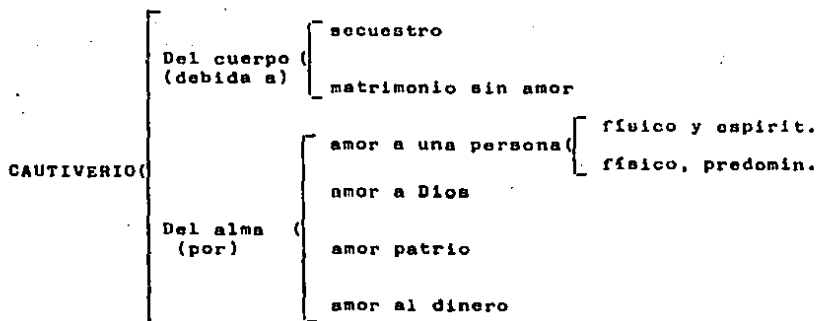 secuestro
Del cuerpo (
(debida a)
matrimonio sin amor
físico y espirit.
amor a una persona(
físico, predomin.
CAUTIVERIO(
amor a Dios
Del alma (
(por)
amor patrio
amor al dinero